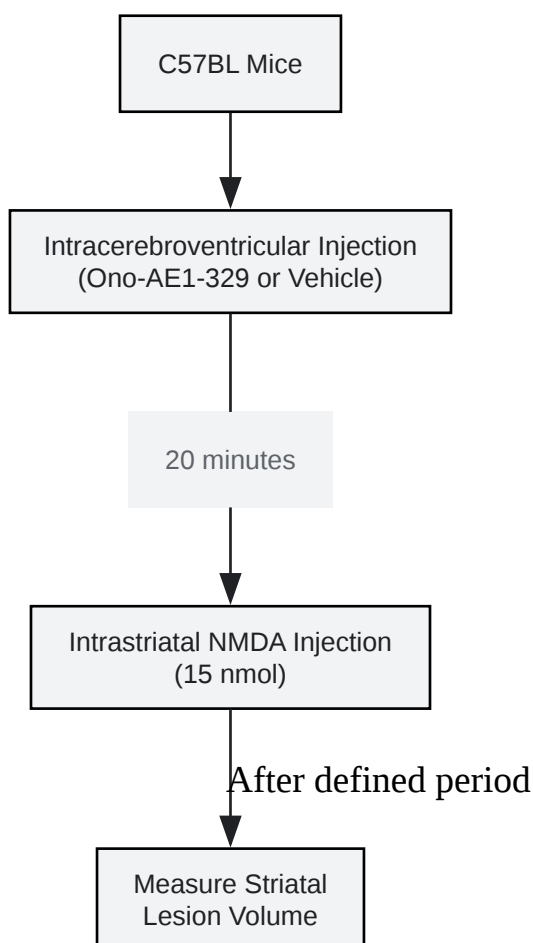 C57BL Mice
Intracerebroventricular Injection
(Ono-AE1-329 or Vehicle)
20 minutes
Intrastriatal NMDA Injection
(15 nmol)
After defined period
Measure Striatal
Lesion Volume